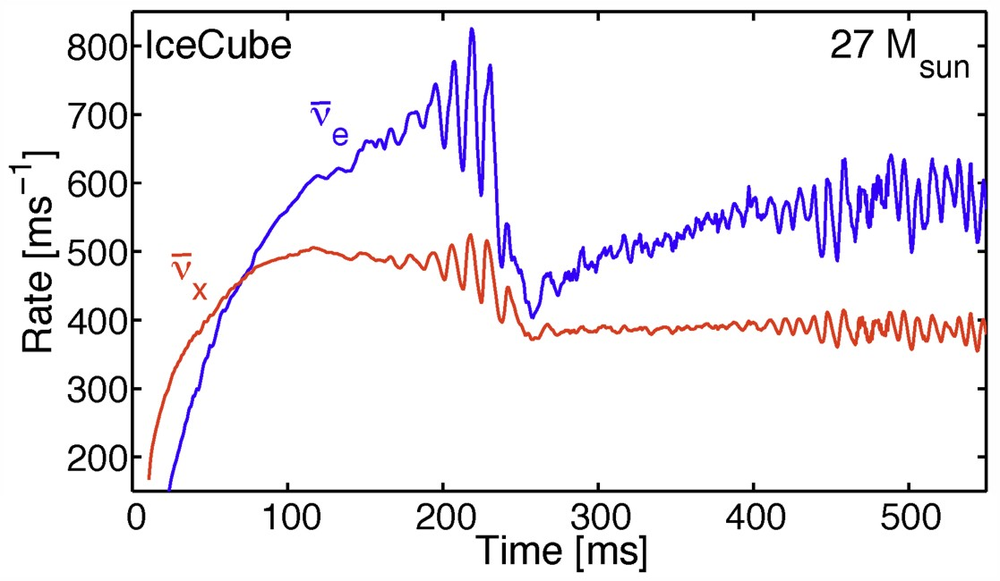 IceCube
27 M_sun
ν̄_e
ν̄_x
Rate [ms⁻¹]
800
700
600
500
400
300
200
0 100 200 300 400 500
Time [ms]